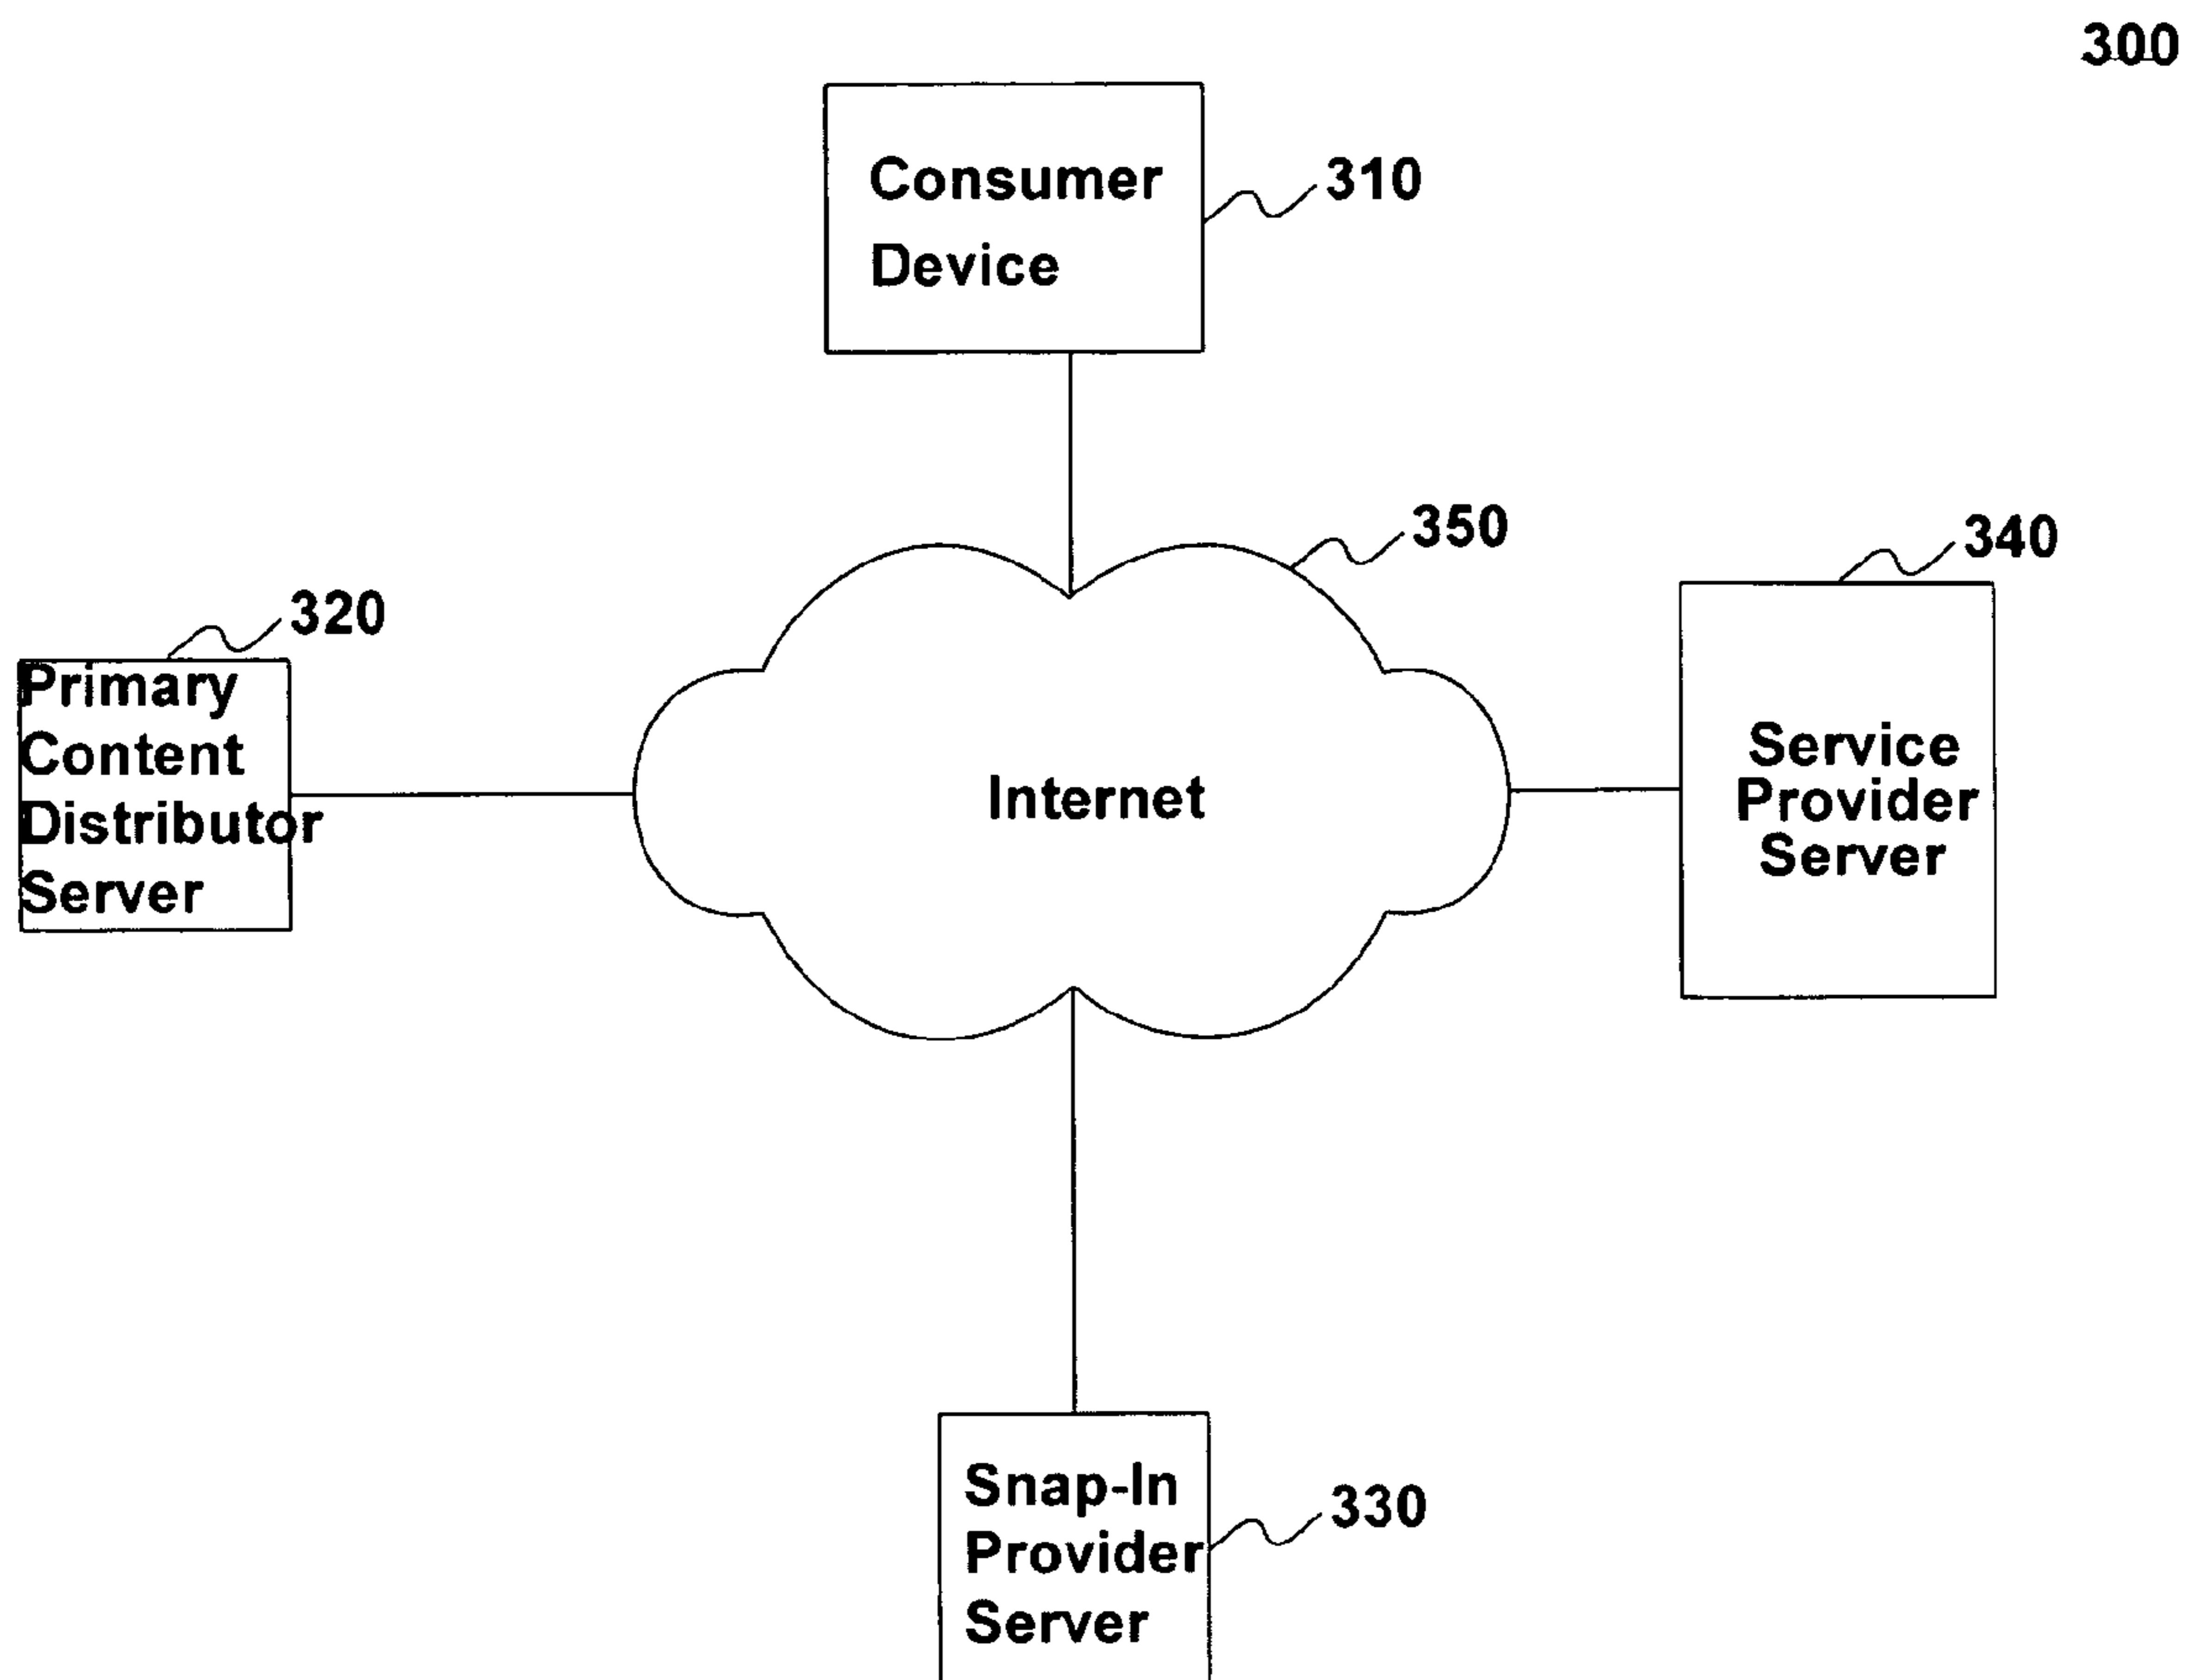 300
Consumer
Device
310
350
340
320
Primary
Content
Distributor
Server
Internet
Service
Provider
Server
Snap-In
Provider
Server
330